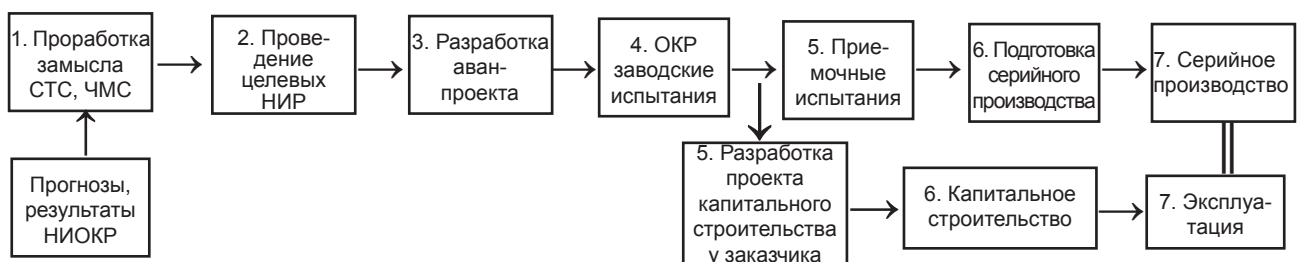 1. Проработка
замысла
СТС, ЧМС
2. Прове-
дение
целевых
НИР
3. Разработка
аван-
проекта
4. ОКР
заводские
испытания
5. Прие-
мочные
испытания
6. Подготовка
серийного
производства
7. Серийное
производство
Прогнозы,
результаты
НИОКР
5. Разработка
проекта
капитального
строительства
у заказчика
6. Капитальное
строительство
7. Эксплуа-
тация